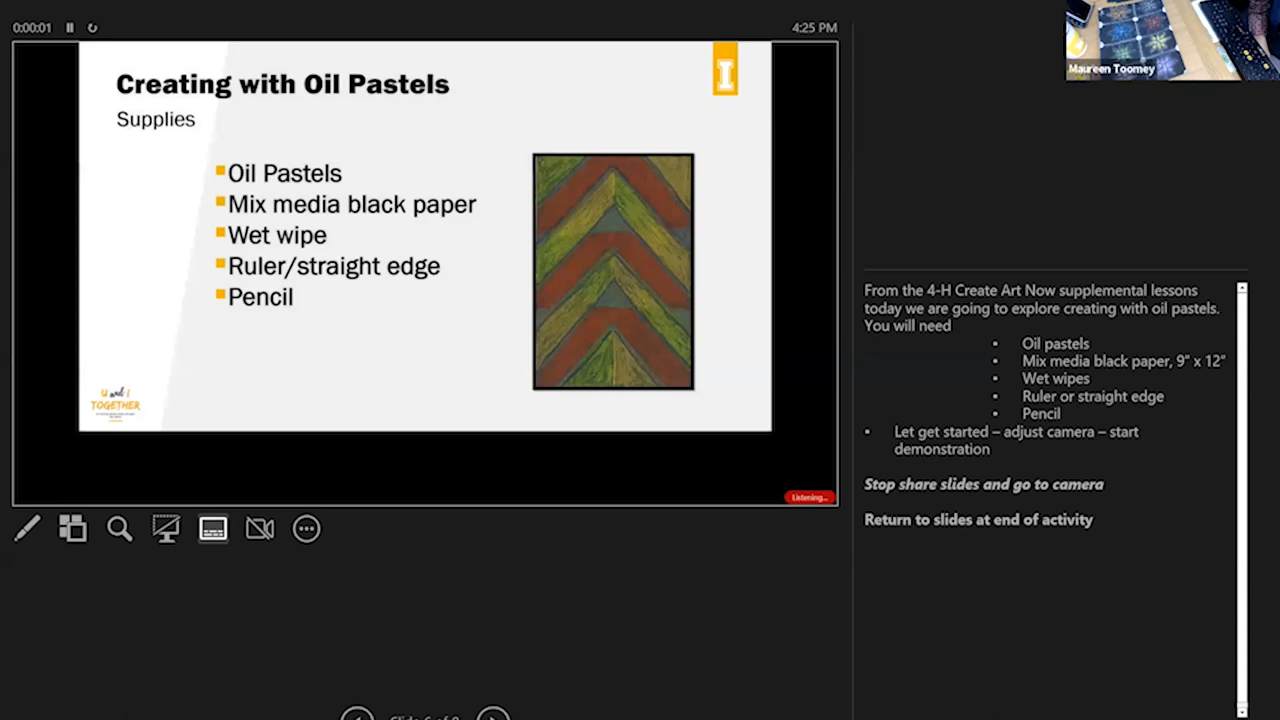 0:00:01
4:25 PM
Creating with Oil Pastels
Supplies
Oil Pastels
Mix media black paper
Wet wipe
Ruler/straight edge
Pencil
U and I
TOGETHER
Listening...
Maureen Toomey
From the 4-H Create Art Now supplemental lessons
today we are going to explore creating with oil pastels.
You will need
• Oil pastels
• Mix media black paper, 9" x 12"
• Wet wipes
• Ruler or straight edge
• Pencil
• Let get started – adjust camera – start
demonstration
Stop share slides and go to camera
Return to slides at end of activity